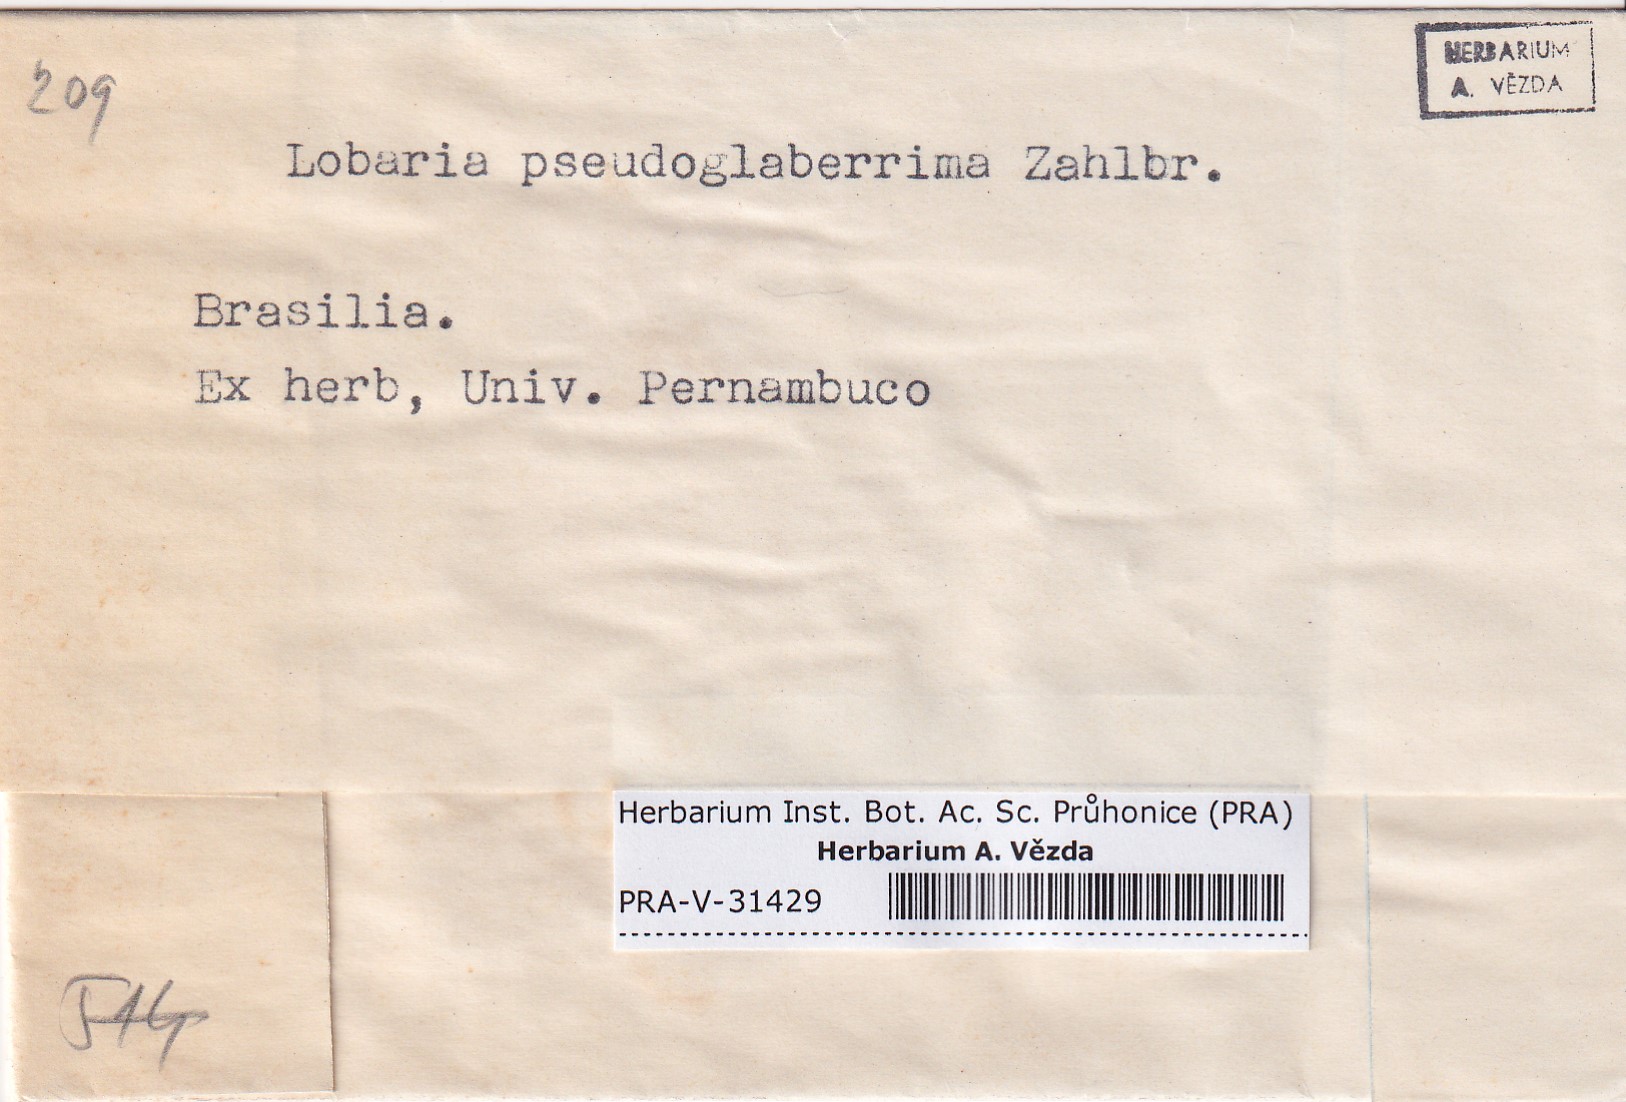 209
HERBARIUM
A. VĚZDA
Lobaria pseudoglaberrima Zahlbr.
Brasilia.
Ex herb, Univ. Pernambuco
Herbarium Inst. Bot. Ac. Sc. Průhonice (PRA)
Herbarium A. Vězda
PRA-V-31429